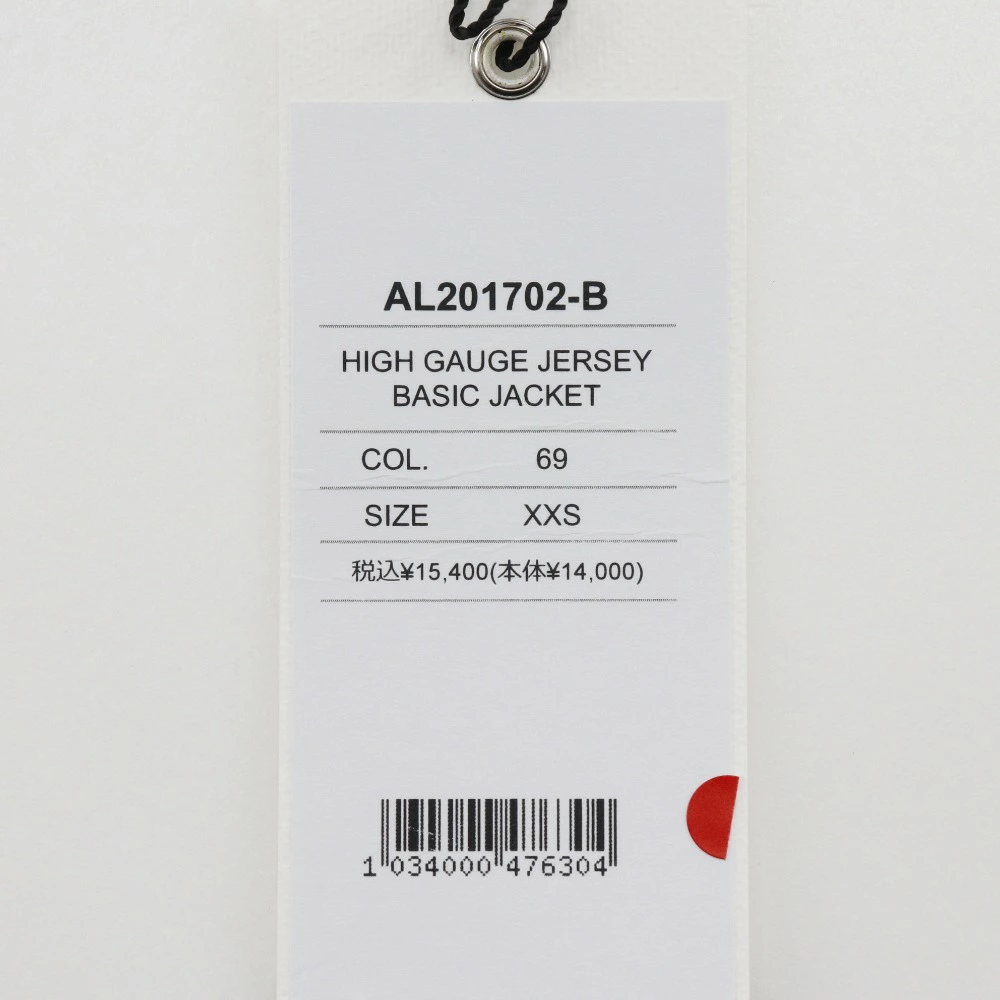 AL201702-B
HIGH GAUGE JERSEY
BASIC JACKET
COL. 69
SIZE XXS
税込¥15,400(本体¥14,000)
1 034000 476304